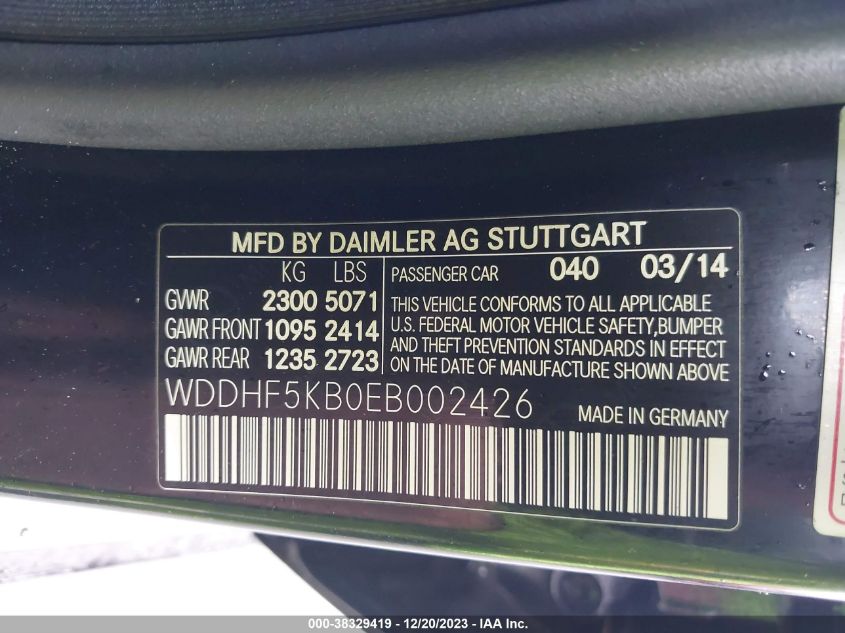 MFD BY DAIMLER AG STUTTGART
KG LBS
GVWR 2300 5071
GAWR FRONT 1095 2414
GAWR REAR 1235 2723
PASSENGER CAR 040 03/14
THIS VEHICLE CONFORMS TO ALL APPLICABLE
U.S. FEDERAL MOTOR VEHICLE SAFETY,BUMPER
AND THEFT PREVENTION STANDARDS IN EFFECT
ON THE DATE OF MANUFACTURE SHOWN ABOVE
WDDHF5KB0EB002426
MADE IN GERMANY
000-38329419 - 12/20/2023 - IAA Inc.